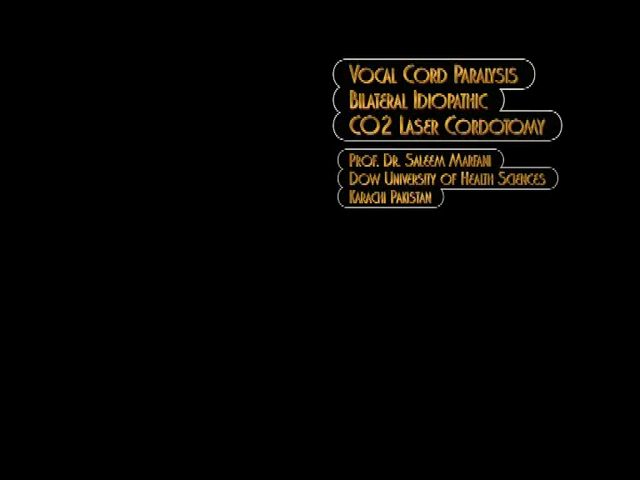 Vocal Cord Paralysis
Bilateral Idiopathic
CO2 Laser Cordotomy
Prof. Dr. Saleem Marfani
Dow University of Health Sciences
Karachi Pakistan